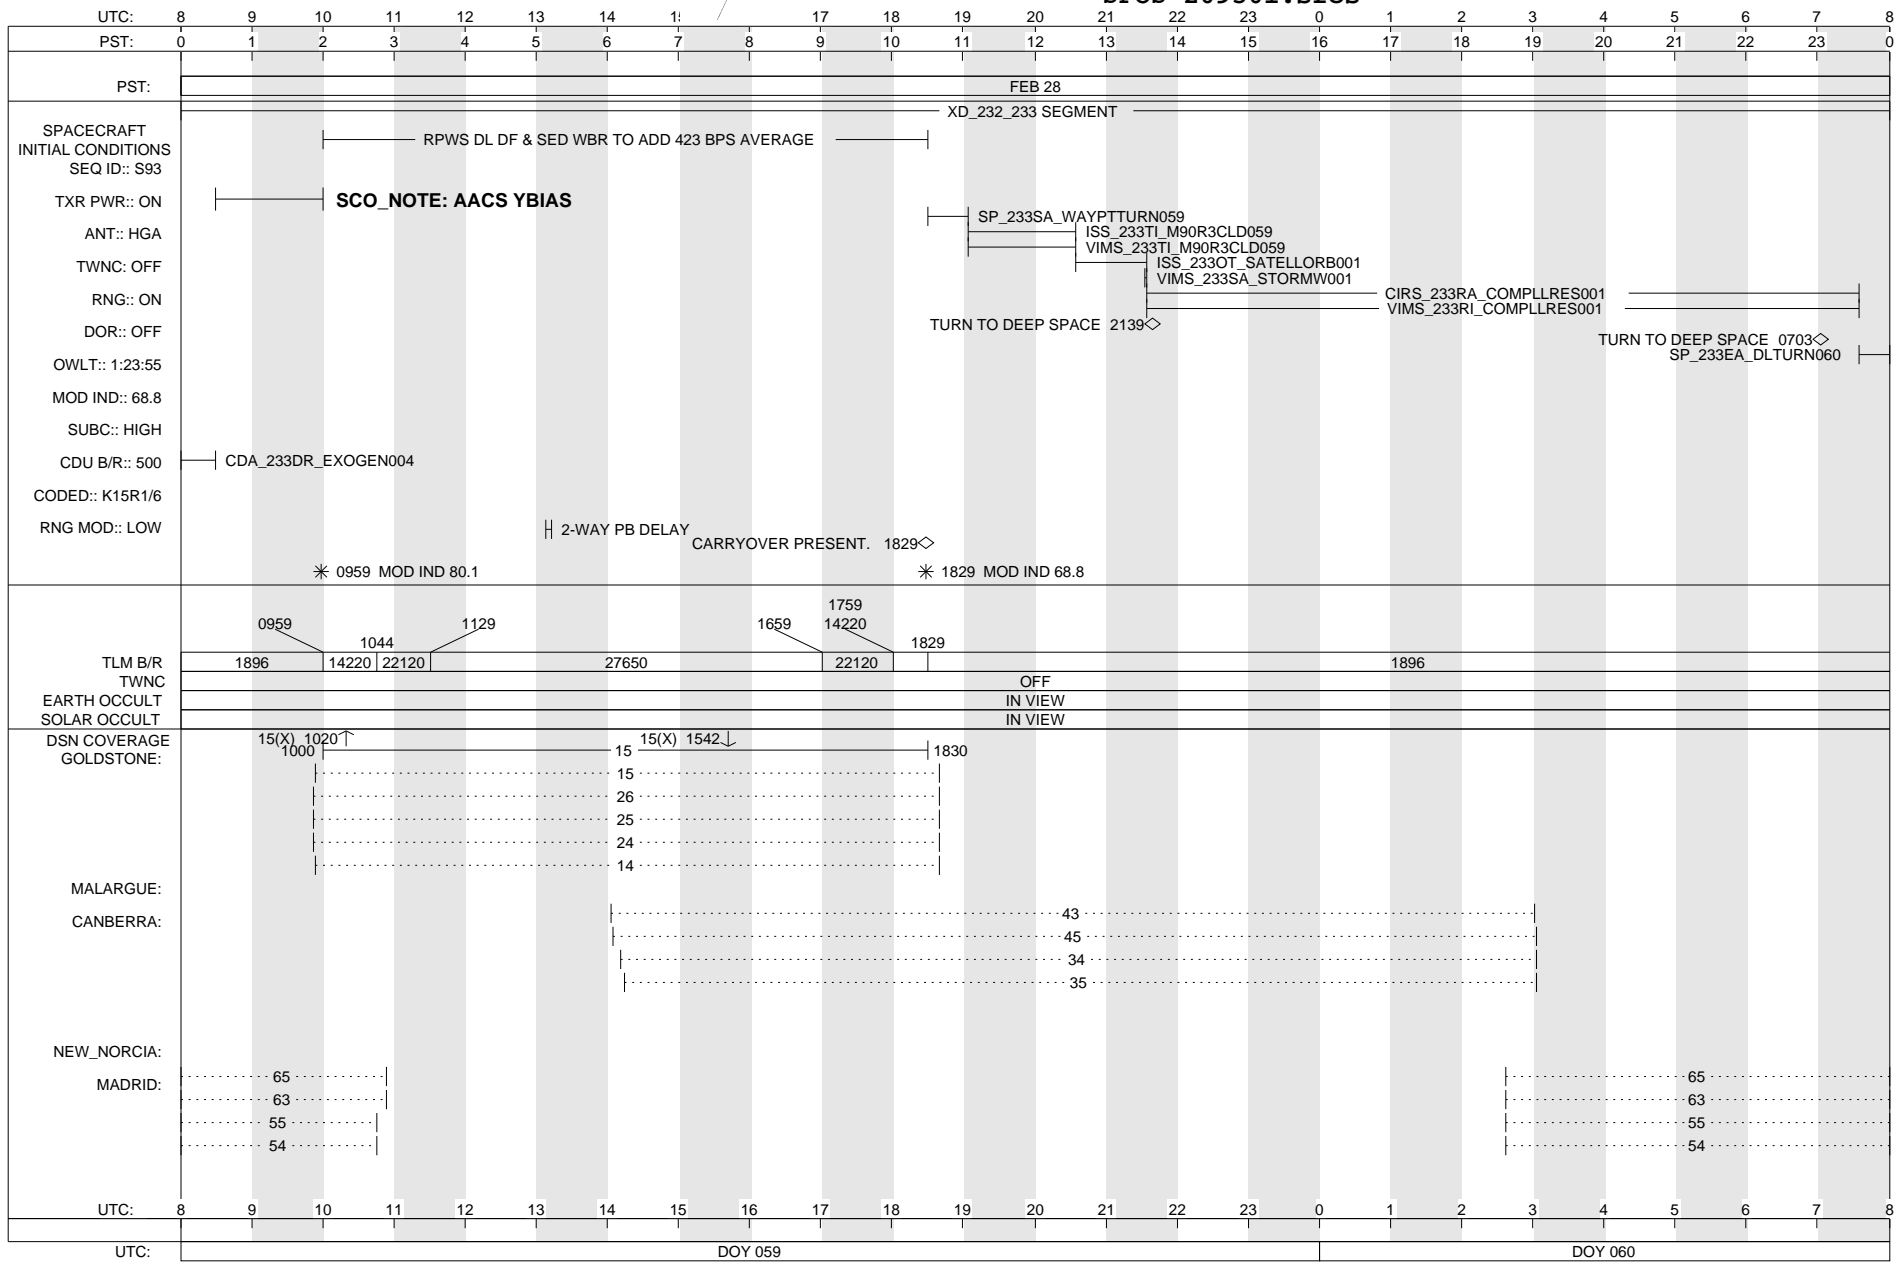 UTC: 8 9 10 11 12 13 14 17 18 19 20 21 22 23 0 1 2 3 4 5 6 7 8
PST: 0 1 2 3 4 5 6 7 8 9 10 11 12 13 14 15 16 17 18 19 20 21 22 23 0
PST: FEB 28
XD_232_233 SEGMENT
SPACECRAFT
INITIAL CONDITIONS
RPWS DL DF & SED WBR TO ADD 423 BPS AVERAGE
SEQ ID:: S93
TXR PWR:: ON
SCO_NOTE: AACS YBIAS
SP_233SA_WAYPTTURN059
ANT:: HGA
ISS_233TI_M90R3CLD059
VIMS_233TI_M90R3CLD059
TWNC: OFF
ISS_233OT_SATELLORB001
VIMS_233SA_STORMW001
RNG:: ON
CIRS_233RA_COMPLLRES001
VIMS_233RI_COMPLLRES001
DOR:: OFF
TURN TO DEEP SPACE 2139
TURN TO DEEP SPACE 0703
SP_233EA_DLTURN060
OWLT:: 1:23:55
MOD IND:: 68.8
SUBC:: HIGH
CDU B/R:: 500
CDA_233DR_EXOGEN004
CODED:: K15R1/6
RNG MOD:: LOW
2-WAY PB DELAY
CARRYOVER PRESENT. 1829
0959 MOD IND 80.1
1829 MOD IND 68.8
1759
0959 1129 1659 14220
1044 1829
TLM B/R 1896 14220 22120 27650 22120 1896
TWNC OFF
EARTH OCCULT IN VIEW
SOLAR OCCULT IN VIEW
DSN COVERAGE 15(X) 1020 15(X) 1542
GOLDSTONE: 1000 15 1830
15
26
25
24
14
MALARGUE:
CANBERRA: 43
45
34
35
NEW_NORCIA:
MADRID: 65 65
63 63
55 55
54 54
UTC: 8 9 10 11 12 13 14 15 16 17 18 19 20 21 22 23 0 1 2 3 4 5 6 7 8
UTC: DOY 059 DOY 060